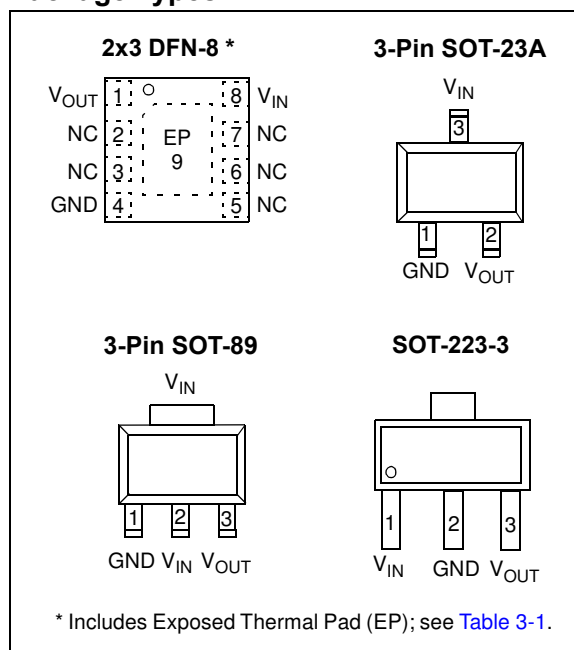 2x3 DFN-8 *
VOUT 1 8 VIN
NC 2 7 NC
EP
9
NC 3 6 NC
GND 4 5 NC
3-Pin SOT-23A
VIN
3
1 2
GND VOUT
3-Pin SOT-89
VIN
1 2 3
GND VIN VOUT
SOT-223-3
1 2 3
VIN GND VOUT
* Includes Exposed Thermal Pad (EP); see Table 3-1.